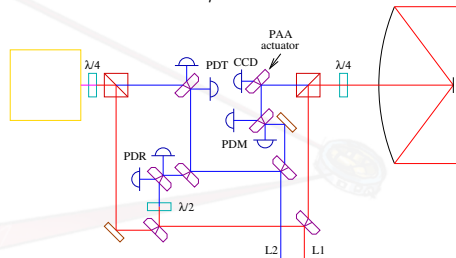 PAA
actuator
λ/4
PDT
CCD
λ/4
PDM
PDR
λ/2
L2
L1